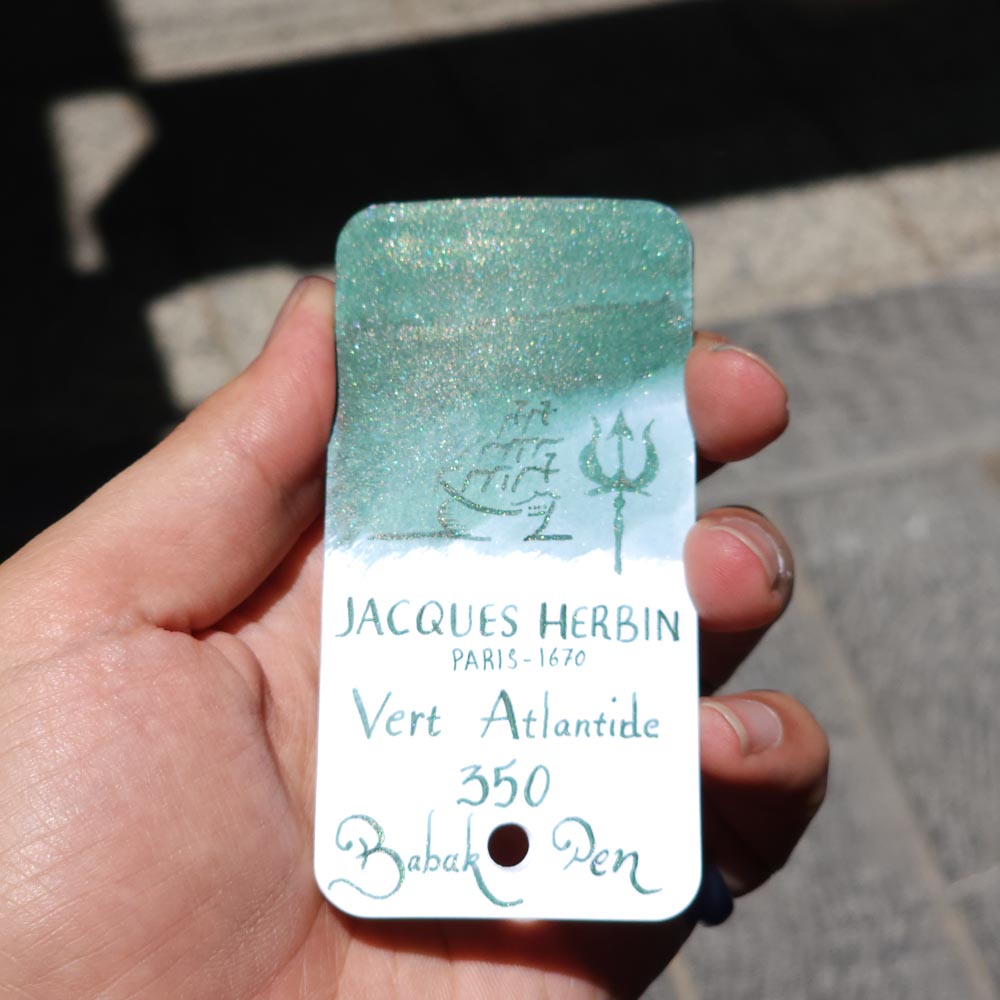 JACQUES HERBIN
PARIS-1670
Vert Atlantide
350
Babak Pen